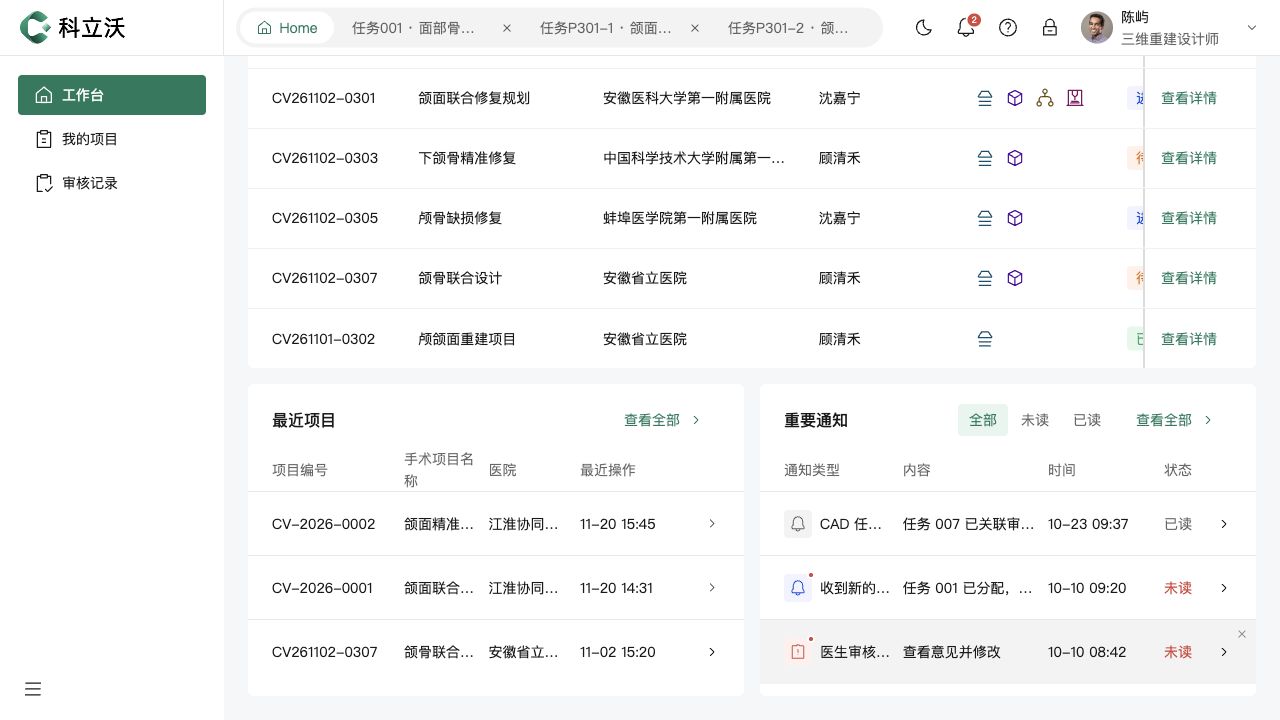 科立沃
Home
任务001 · 面部骨...
任务P301-1 · 颌面...
任务P301-2 · 颌...
2
陈屿
三维重建设计师
工作台
我的项目
审核记录
CV261102-0301 颌面联合修复规划 安徽医科大学第一附属医院 沈嘉宁 查看详情
CV261102-0303 下颌骨精准修复 中国科学技术大学附属第一... 顾清禾 查看详情
CV261102-0305 颅骨缺损修复 蚌埠医学院第一附属医院 沈嘉宁 查看详情
CV261102-0307 颌骨联合设计 安徽省立医院 顾清禾 查看详情
CV261101-0302 颅颌面重建项目 安徽省立医院 顾清禾 查看详情
最近项目 查看全部
项目编号 手术项目名称 医院 最近操作
CV-2026-0002 颌面精准... 江淮协同... 11-20 15:45
CV-2026-0001 颌面联合... 江淮协同... 11-20 14:31
CV261102-0307 颌骨联合... 安徽省立... 11-02 15:20
重要通知 全部 未读 已读 查看全部
通知类型 内容 时间 状态
CAD 任... 任务 007 已关联审... 10-23 09:37 已读
收到新的... 任务 001 已分配，... 10-10 09:20 未读
医生审核... 查看意见并修改 10-10 08:42 未读